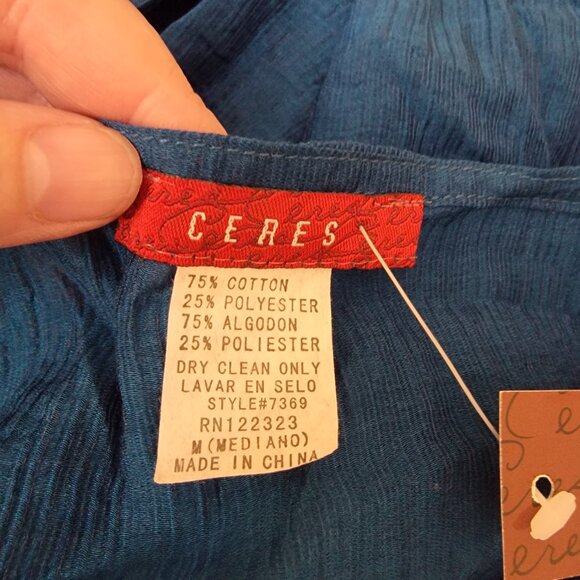 CERES
75% COTTON
25% POLYESTER
75% ALGODON
25% POLIESTER
DRY CLEAN ONLY
LAVAR EN SELO
STYLE#7369
RN122323
M(MEDIANO)
MADE IN CHINA